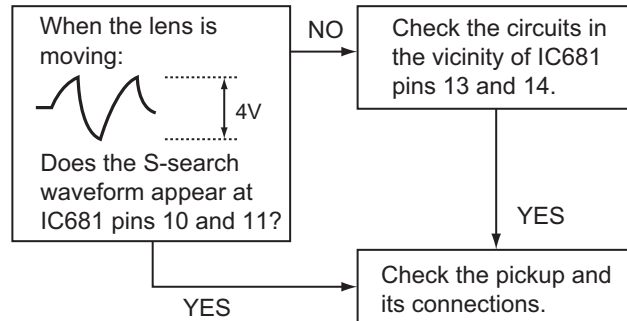 When the lens is
moving:
4V
Does the S-search
waveform appear at
IC681 pins 10 and 11?
NO
Check the circuits in
the vicinity of IC681
pins 13 and 14.
YES
YES
Check the pickup and
its connections.